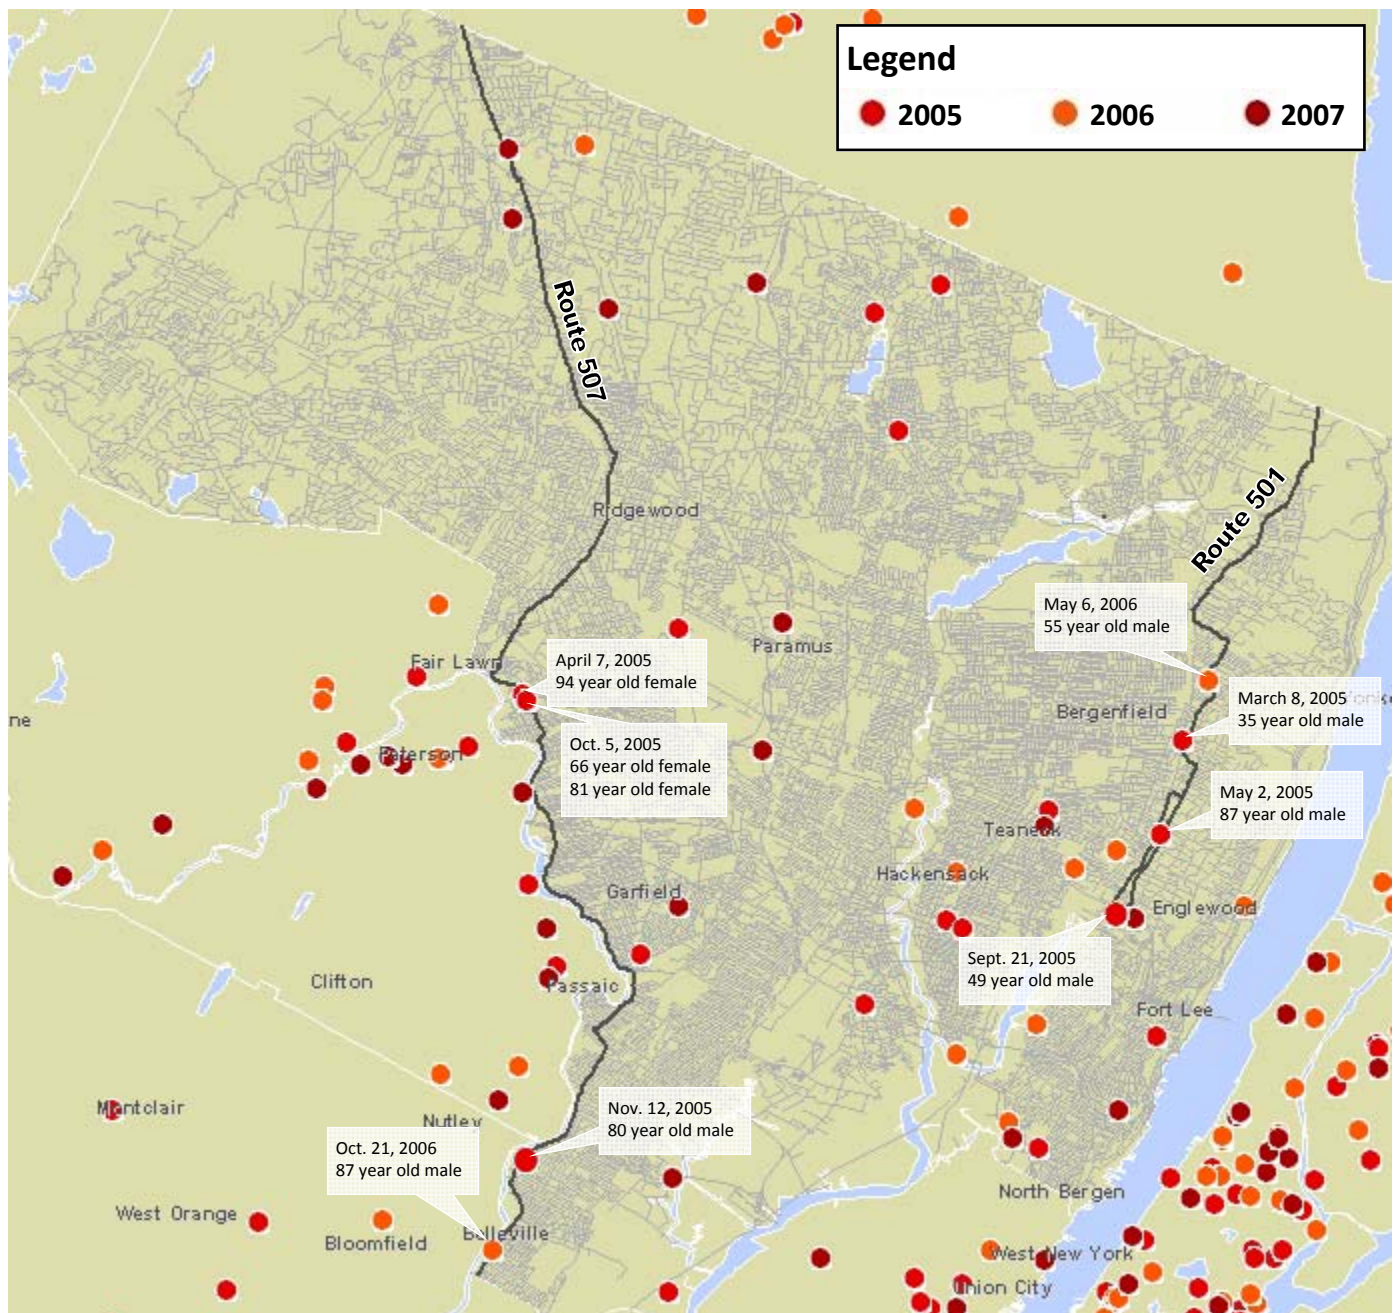 Legend
2005
2006
2007
Route 507
Route 501
Ridgewood
May 6, 2006
55 year old male
Fair Lawn
April 7, 2005
94 year old female
Paramus
March 8, 2005
35 year old male
Bergenfield
ne
Oct. 5, 2005
66 year old female
81 year old female
Paterson
May 2, 2005
87 year old male
Teaneck
Hackensack
Garfield
Englewood
Sept. 21, 2005
49 year old male
Clifton
Passaic
Fort Lee
Montclair
Nutley
Nov. 12, 2005
80 year old male
Oct. 21, 2006
87 year old male
North Bergen
West Orange
Bloomfield
Belleville
West New York
Union City